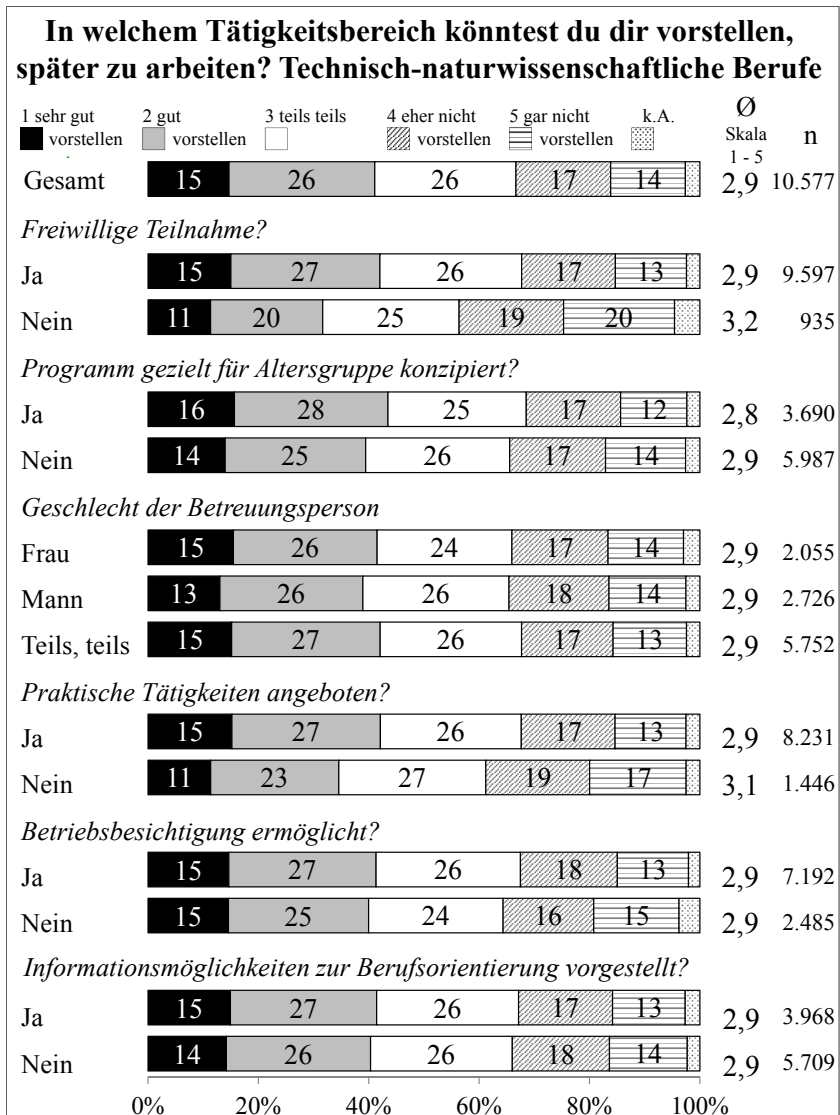 In welchem Tätigkeitsbereich könntest du dir vorstellen,
später zu arbeiten? Technisch-naturwissenschaftliche Berufe
1 sehr gut vorstellen
2 gut vorstellen
3 teils teils
4 eher nicht vorstellen
5 gar nicht vorstellen
k.A.
Ø Skala 1 - 5
n
Gesamt 15 26 26 17 14 2,9 10.577
Freiwillige Teilnahme?
Ja 15 27 26 17 13 2,9 9.597
Nein 11 20 25 19 20 3,2 935
Programm gezielt für Altersgruppe konzipiert?
Ja 16 28 25 17 12 2,8 3.690
Nein 14 25 26 17 14 2,9 5.987
Geschlecht der Betreuungsperson
Frau 15 26 24 17 14 2,9 2.055
Mann 13 26 26 18 14 2,9 2.726
Teils, teils 15 27 26 17 13 2,9 5.752
Praktische Tätigkeiten angeboten?
Ja 15 27 26 17 13 2,9 8.231
Nein 11 23 27 19 17 3,1 1.446
Betriebsbesichtigung ermöglicht?
Ja 15 27 26 18 13 2,9 7.192
Nein 15 25 24 16 15 2,9 2.485
Informationsmöglichkeiten zur Berufsorientierung vorgestellt?
Ja 15 27 26 17 13 2,9 3.968
Nein 14 26 26 18 14 2,9 5.709
0% 20% 40% 60% 80% 100%